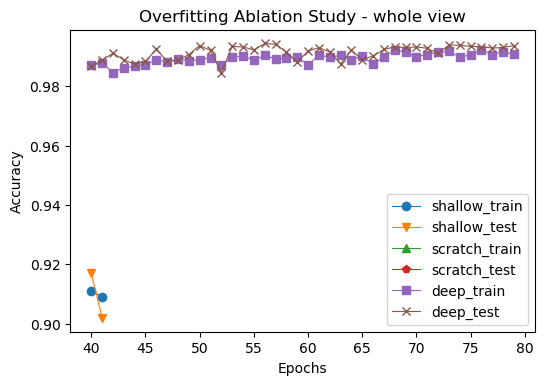 Overfitting Ablation Study - whole view
Accuracy
0.98
0.96
0.94
0.92
0.90
shallow_train
shallow_test
scratch_train
scratch_test
deep_train
deep_test
40 45 50 55 60 65 70 75 80
Epochs